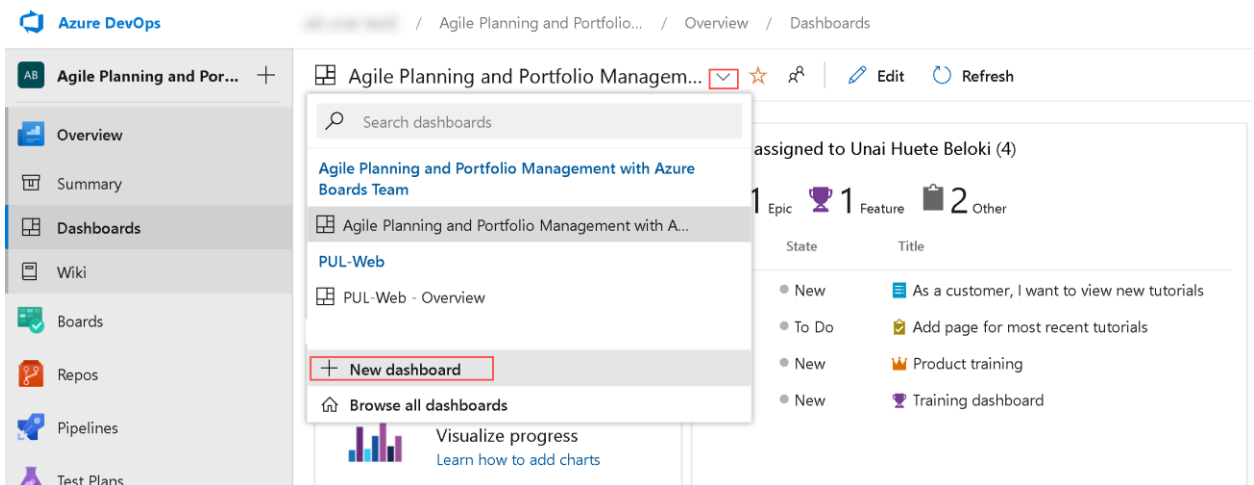 Azure DevOps
/ Agile Planning and Portfolio... / Overview / Dashboards
AB Agile Planning and Por... +
Overview
Summary
Dashboards
Wiki
Boards
Repos
Pipelines
Test Plans
Agile Planning and Portfolio Managem...
Edit
Refresh
Search dashboards
Agile Planning and Portfolio Management with Azure
Boards Team
Agile Planning and Portfolio Management with A...
PUL-Web
PUL-Web - Overview
+ New dashboard
Browse all dashboards
Visualize progress
Learn how to add charts
assigned to Unai Huete Beloki (4)
1 Epic 1 Feature 2 Other
State Title
New As a customer, I want to view new tutorials
To Do Add page for most recent tutorials
New Product training
New Training dashboard